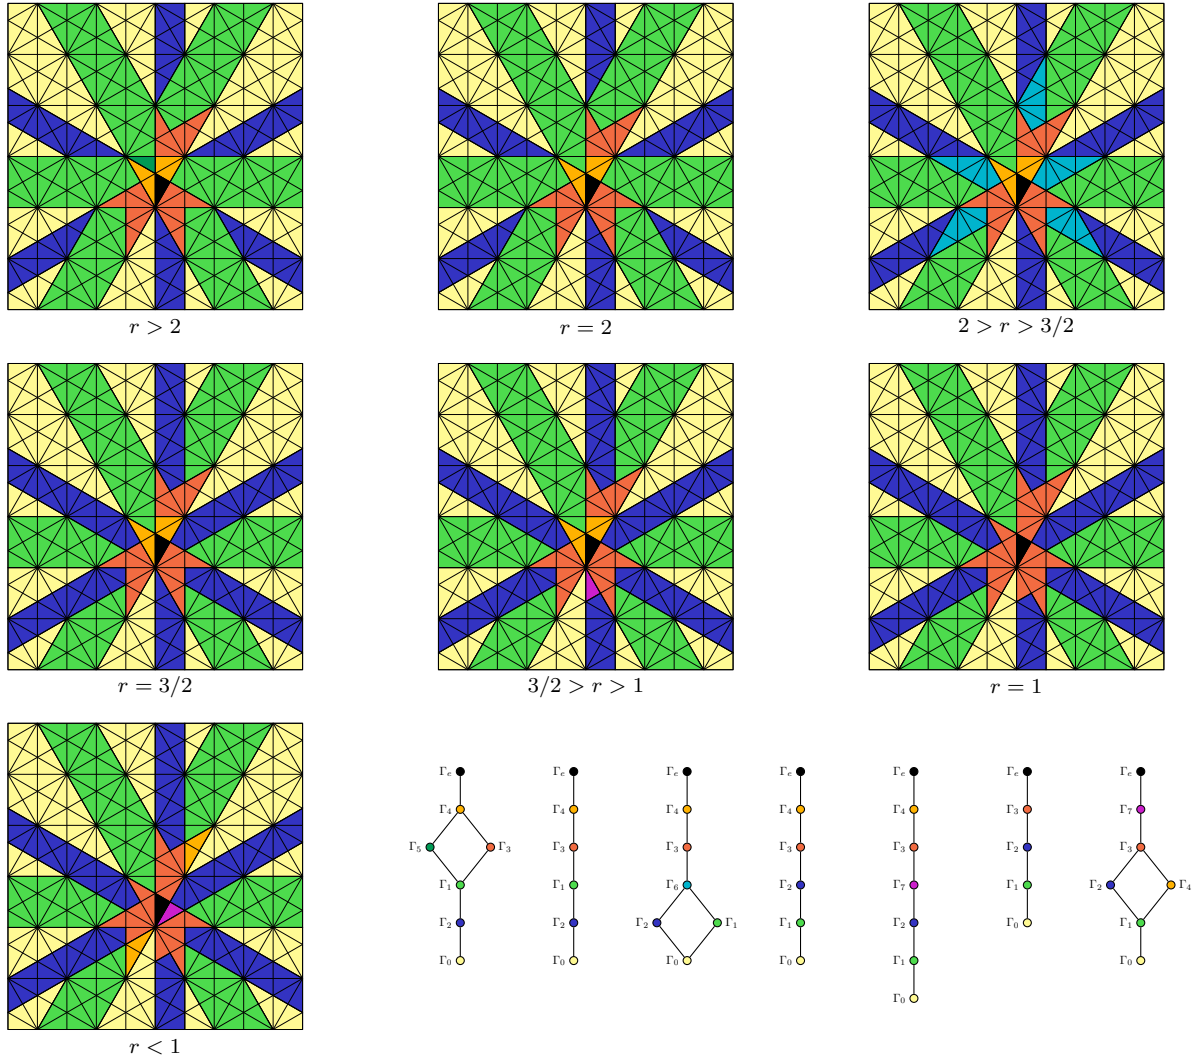 r > 2
r = 2
2 > r > 3/2
r = 3/2
3/2 > r > 1
r = 1
r < 1
Γe Γe Γe Γe Γe Γe Γe
Γ4 Γ4 Γ4 Γ4 Γ4 Γ3 Γ7
Γ5 Γ3 Γ3 Γ3 Γ3 Γ3 Γ2 Γ3
Γ1 Γ1 Γ6 Γ2 Γ7 Γ1 Γ2 Γ4
Γ2 Γ2 Γ2 Γ1 Γ1 Γ2 Γ0 Γ1
Γ0 Γ0 Γ0 Γ0 Γ1 Γ0
Γ0